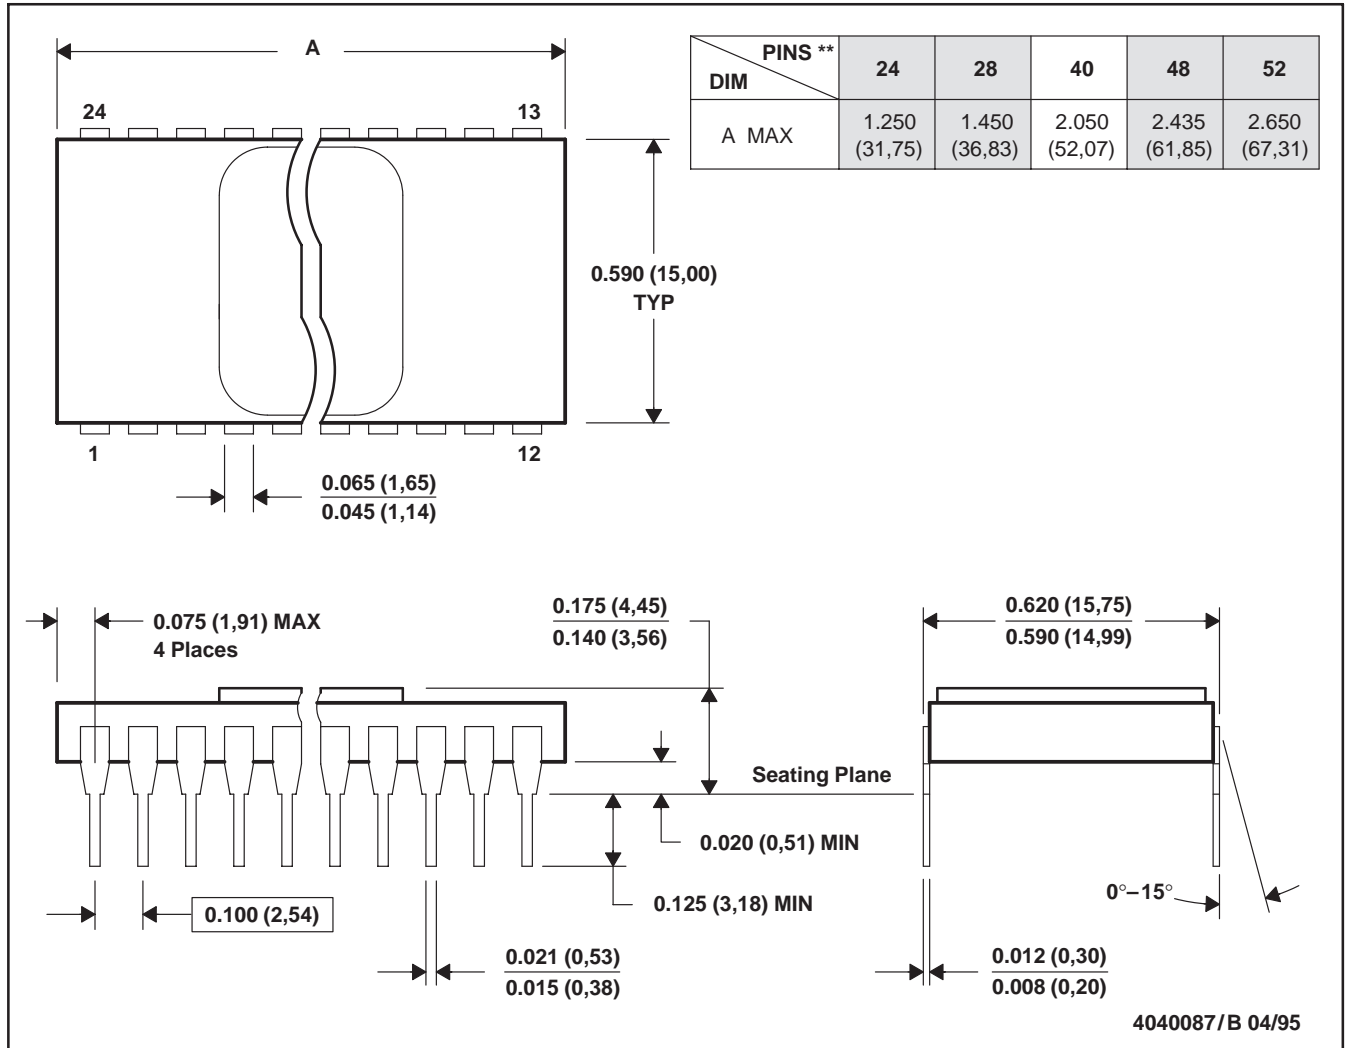 A
PINS **
DIM
24
28
40
48
52
A MAX
1.250
(31,75)
1.450
(36,83)
2.050
(52,07)
2.435
(61,85)
2.650
(67,31)
24
13
0.590 (15,00)
TYP
1
12
0.065 (1,65)
0.045 (1,14)
0.075 (1,91) MAX
4 Places
0.175 (4,45)
0.140 (3,56)
0.620 (15,75)
0.590 (14,99)
Seating Plane
0.020 (0,51) MIN
0.125 (3,18) MIN
0°–15°
0.100 (2,54)
0.021 (0,53)
0.015 (0,38)
0.012 (0,30)
0.008 (0,20)
4040087/B 04/95